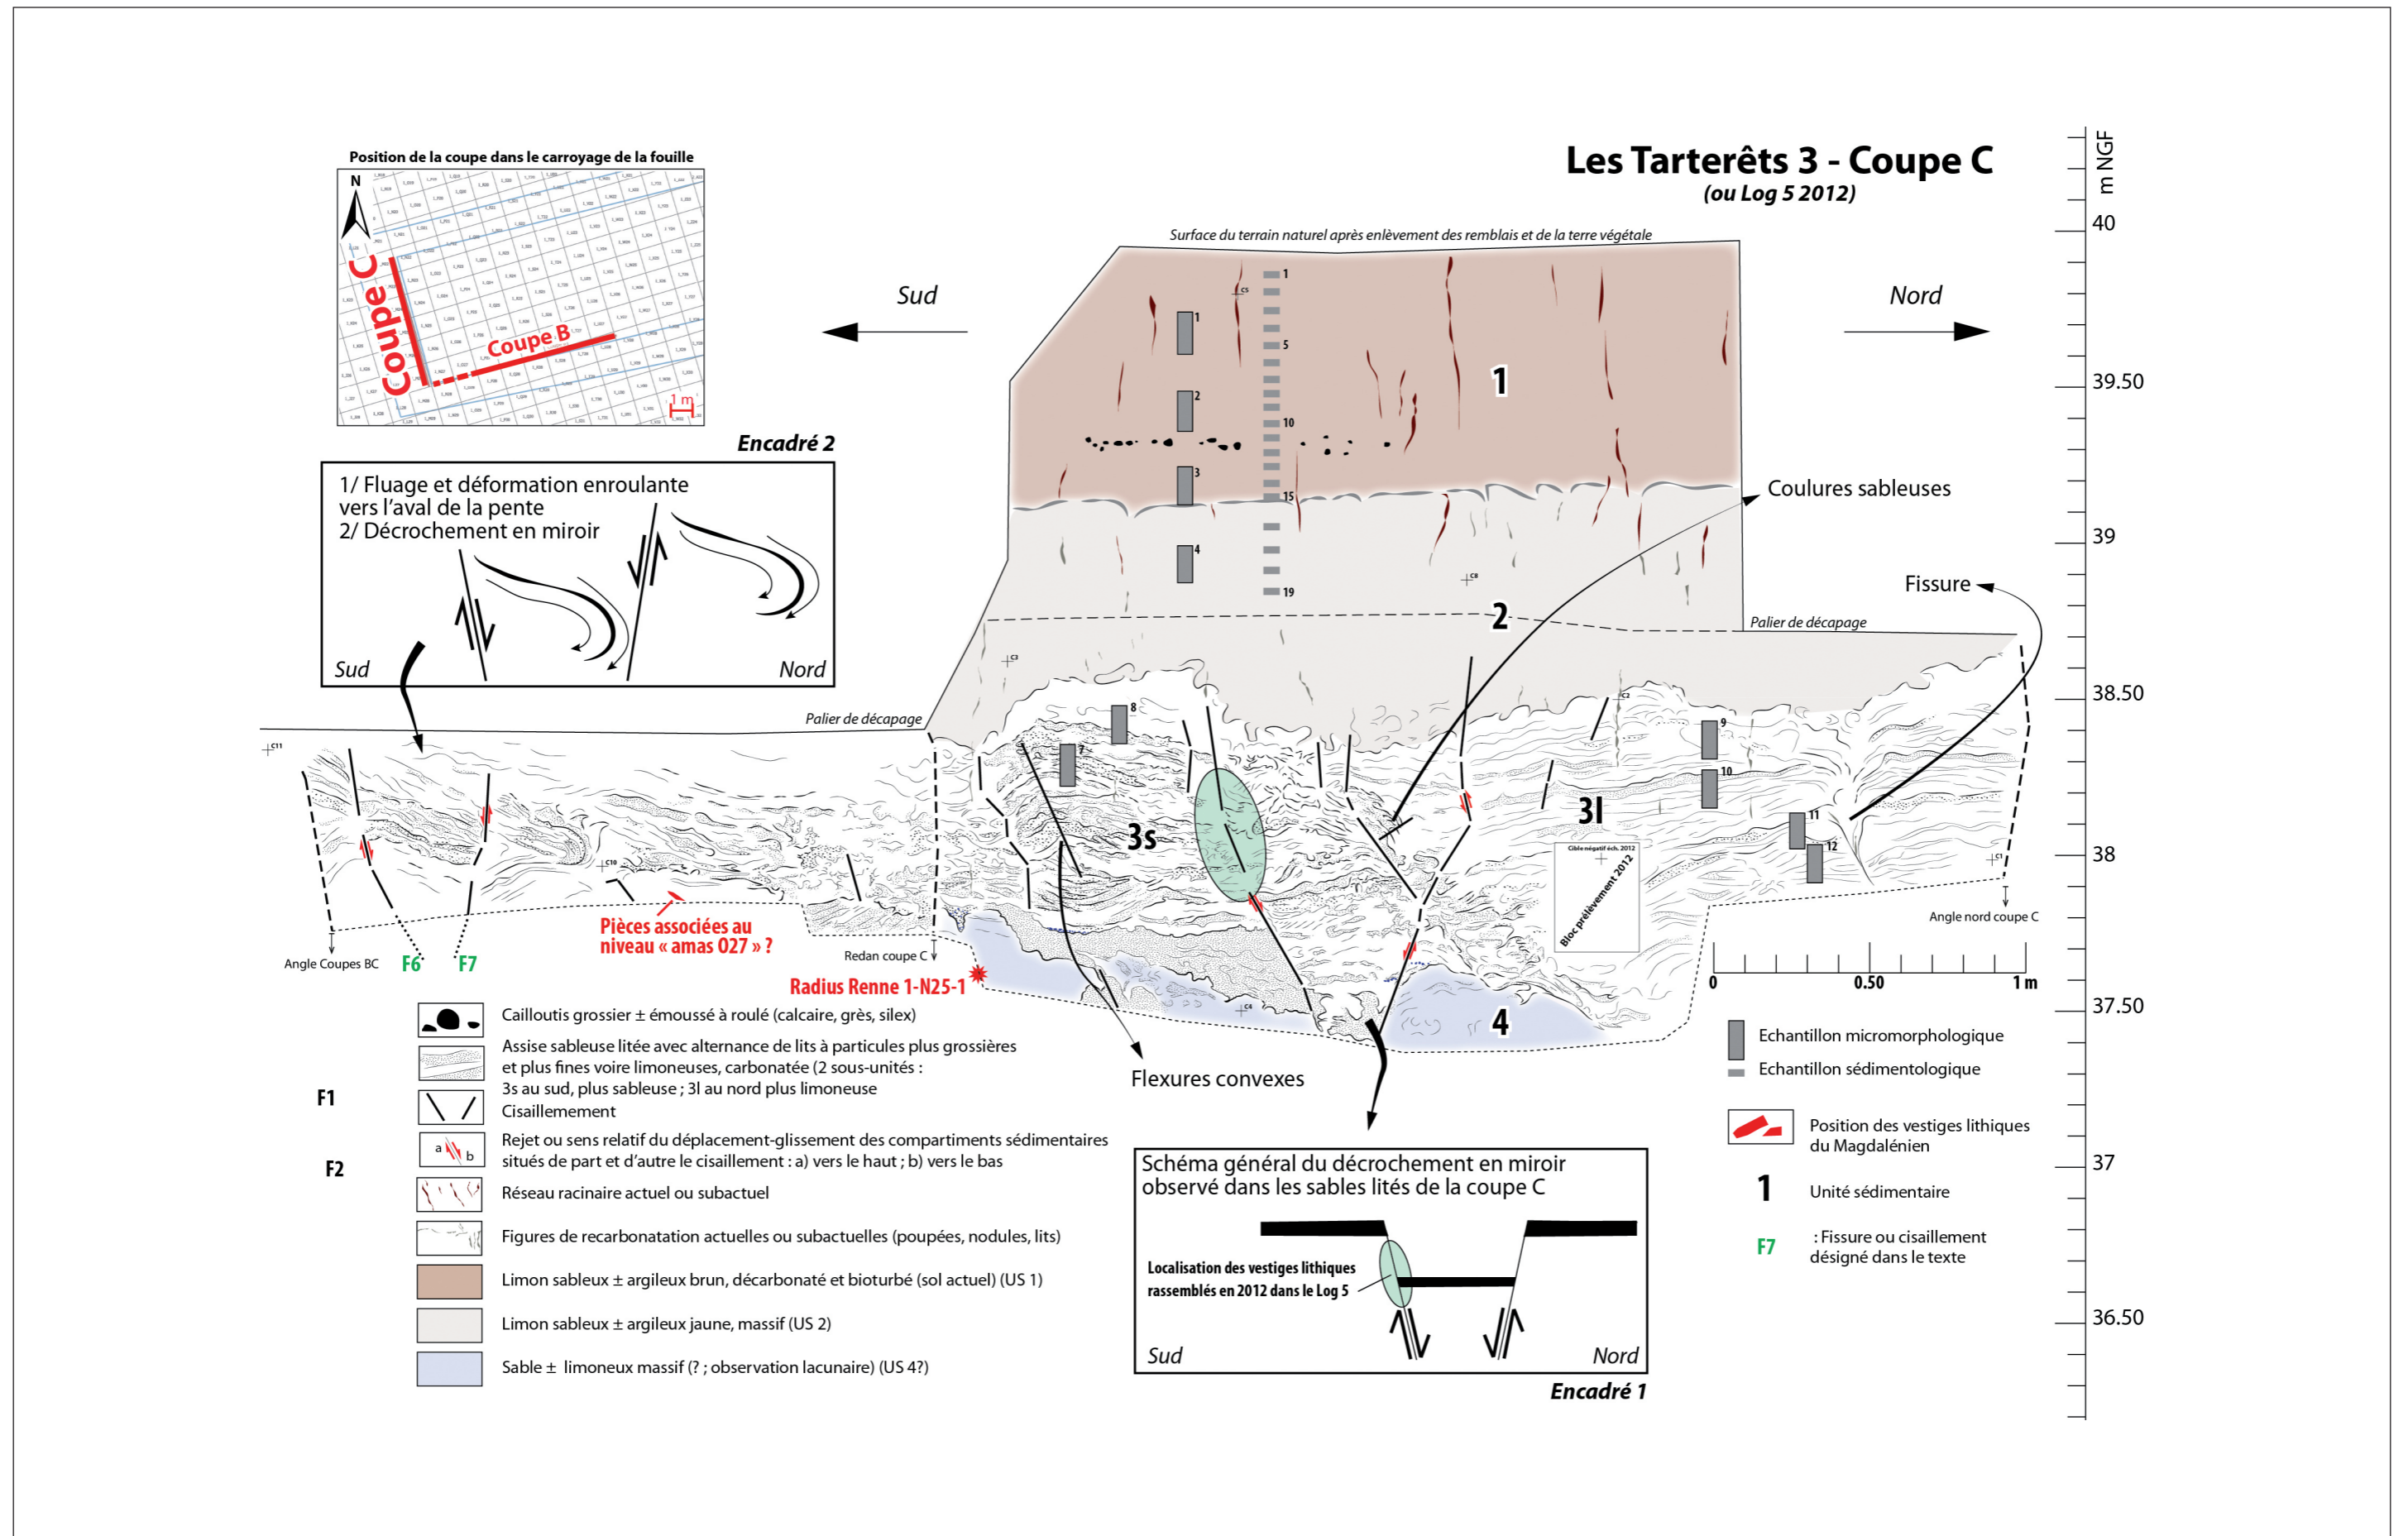 Position de la coupe dans le carroyage de la fouille
N
Coupe C
Coupe B
1 m
Les Tarterêts 3 - Coupe C
(ou Log 5 2012)
m NGF
40
39.50
39
38.50
38
37.50
37
36.50
Surface du terrain naturel après enlèvement des remblais et de la terre végétale
Sud
Nord
Encadré 2
1/ Fluage et déformation enroulante
vers l'aval de la pente
2/ Décrochement en miroir
Sud
Nord
C5
1
5
10
15
19
1
2
3
4
1
Coulures sableuses
Fissure
C8
2
Palier de décapage
C3
C2
Palier de décapage
C11
8
7
9
10
11
12
3s
3l
C10
Cible négatif éch. 2012
Bloc prélèvement 2012
C1
Pièces associées au
niveau « amas 027 » ?
Angle Coupes BC
F6
F7
Redan coupe C
Radius Renne 1-N25-1
C4
4
Angle nord coupe C
0
0.50
1 m
Flexures convexes
Cailloutis grossier ± émoussé à roulé (calcaire, grès, silex)
Assise sableuse litée avec alternance de lits à particules plus grossières
et plus fines voire limoneuses, carbonatée (2 sous-unités :
3s au sud, plus sableuse ; 3l au nord plus limoneuse
F1
Cisaillemement
a b
Rejet ou sens relatif du déplacement-glissement des compartiments sédimentaires
situés de part et d'autre le cisaillement : a) vers le haut ; b) vers le bas
F2
Réseau racinaire actuel ou subactuel
Figures de recarbonatation actuelles ou subactuelles (poupées, nodules, lits)
Limon sableux ± argileux brun, décarbonaté et bioturbé (sol actuel) (US 1)
Limon sableux ± argileux jaune, massif (US 2)
Sable ± limoneux massif (? ; observation lacunaire) (US 4?)
Schéma général du décrochement en miroir
observé dans les sables lités de la coupe C
Localisation des vestiges lithiques
rassemblés en 2012 dans le Log 5
Sud
Nord
Encadré 1
Echantillon micromorphologique
Echantillon sédimentologique
Position des vestiges lithiques
du Magdalénien
1
Unité sédimentaire
F7
: Fissure ou cisaillement
désigné dans le texte